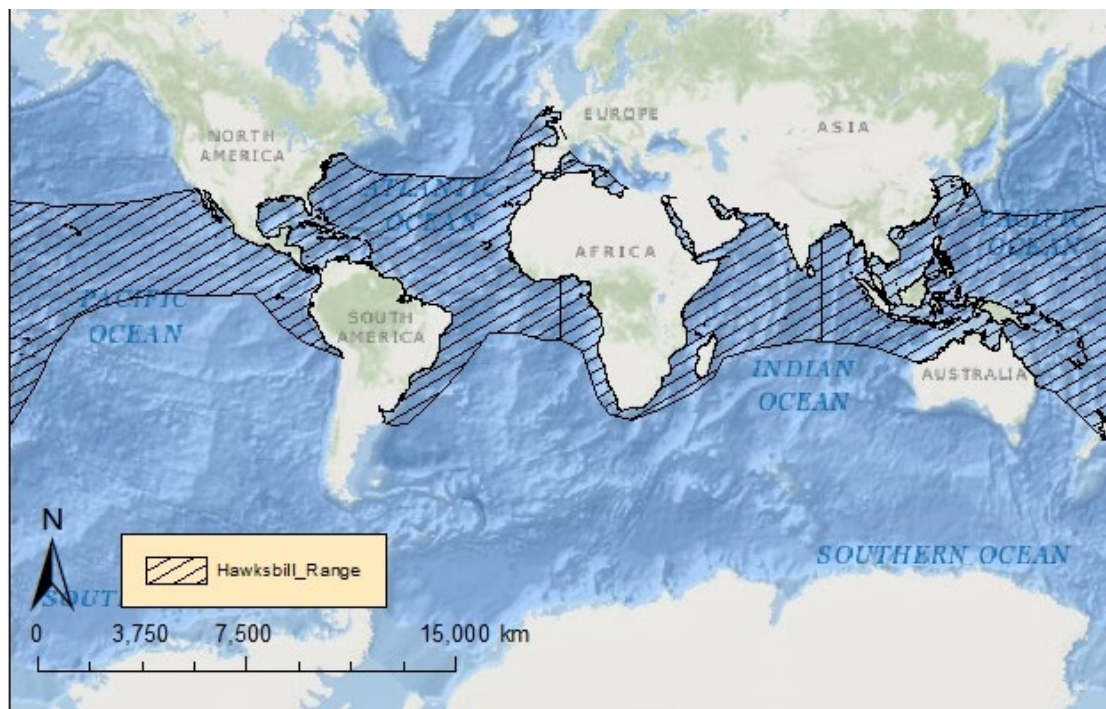 EUROPE
ASIA
NORTH
AMERICA
ATLANTIC
OCEAN
PACIFIC
OCEAN
AFRICA
PACIFIC
OCEAN
SOUTH
AMERICA
INDIAN
OCEAN
AUSTRALIA
N
SOUTHERN OCEAN
Hawksbill_Range
SOUT
0 3,750 7,500 15,000 km